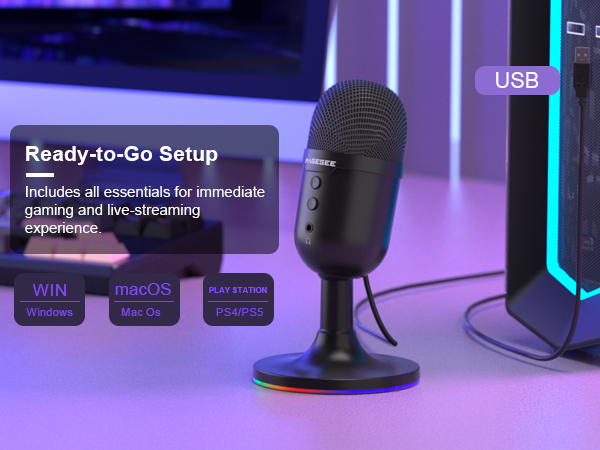 USB
Ready-to-Go Setup
Includes all essentials for immediate
gaming and live-streaming
experience.
MAGEGEE
WIN
Windows
macOS
Mac Os
PLAY STATION
PS4/PS5